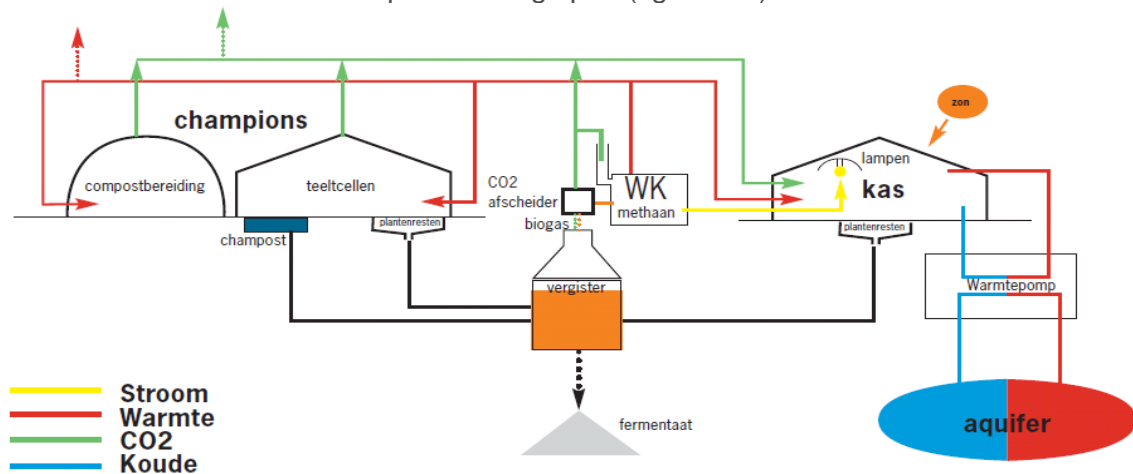 champions
compostbereiding
teeltcellen
champost
plantenresten
CO2
afscheider
biogas
WK
methaan
vergister
fermentaat
zon
lampen
kas
plantenresten
Warmtepomp
aquifer
Stroom
Warmte
CO2
Koude